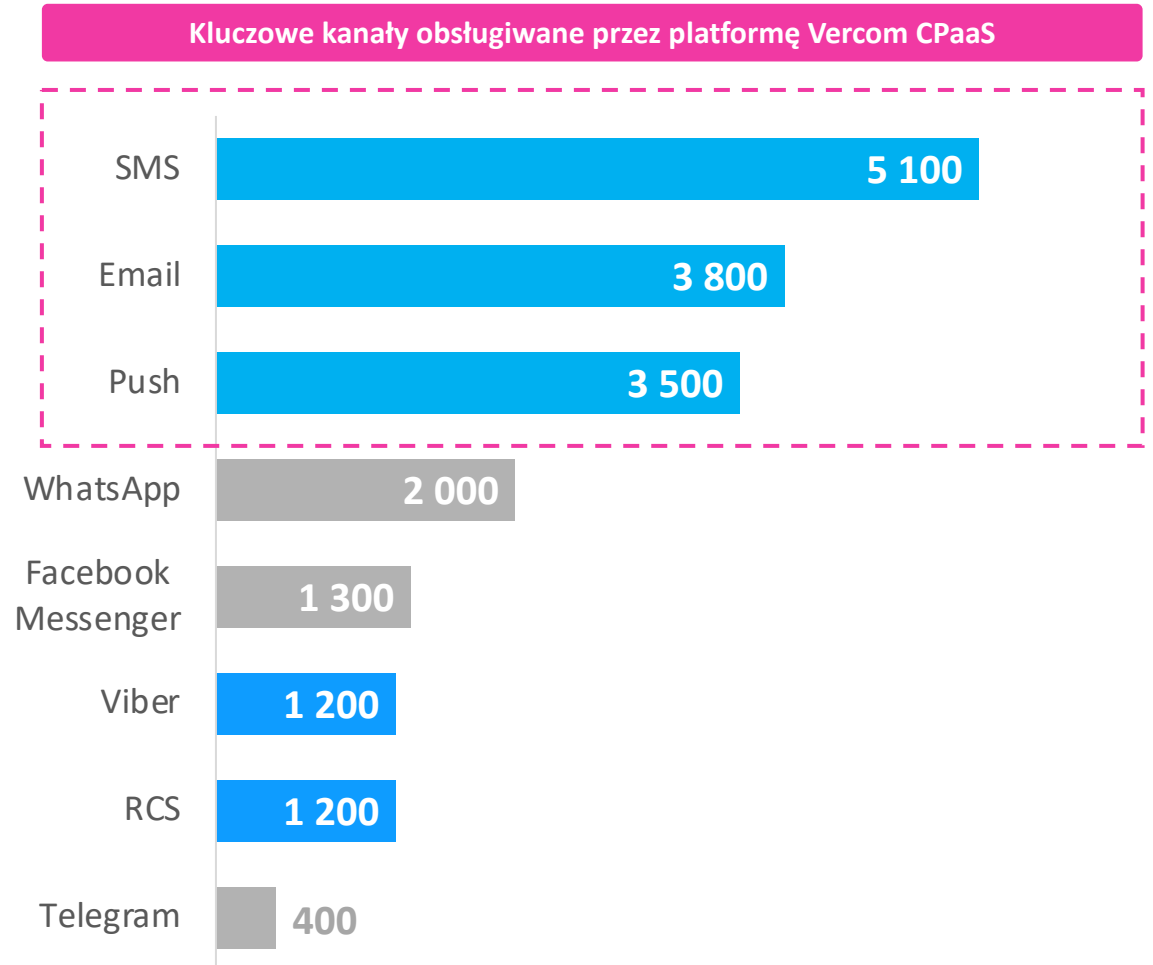 Kluczowe kanały obsługiwane przez platformę Vercom CPaaS
SMS
5 100
Email
3 800
Push
3 500
WhatsApp
2 000
Facebook
Messenger
1 300
Viber
1 200
RCS
1 200
Telegram
400